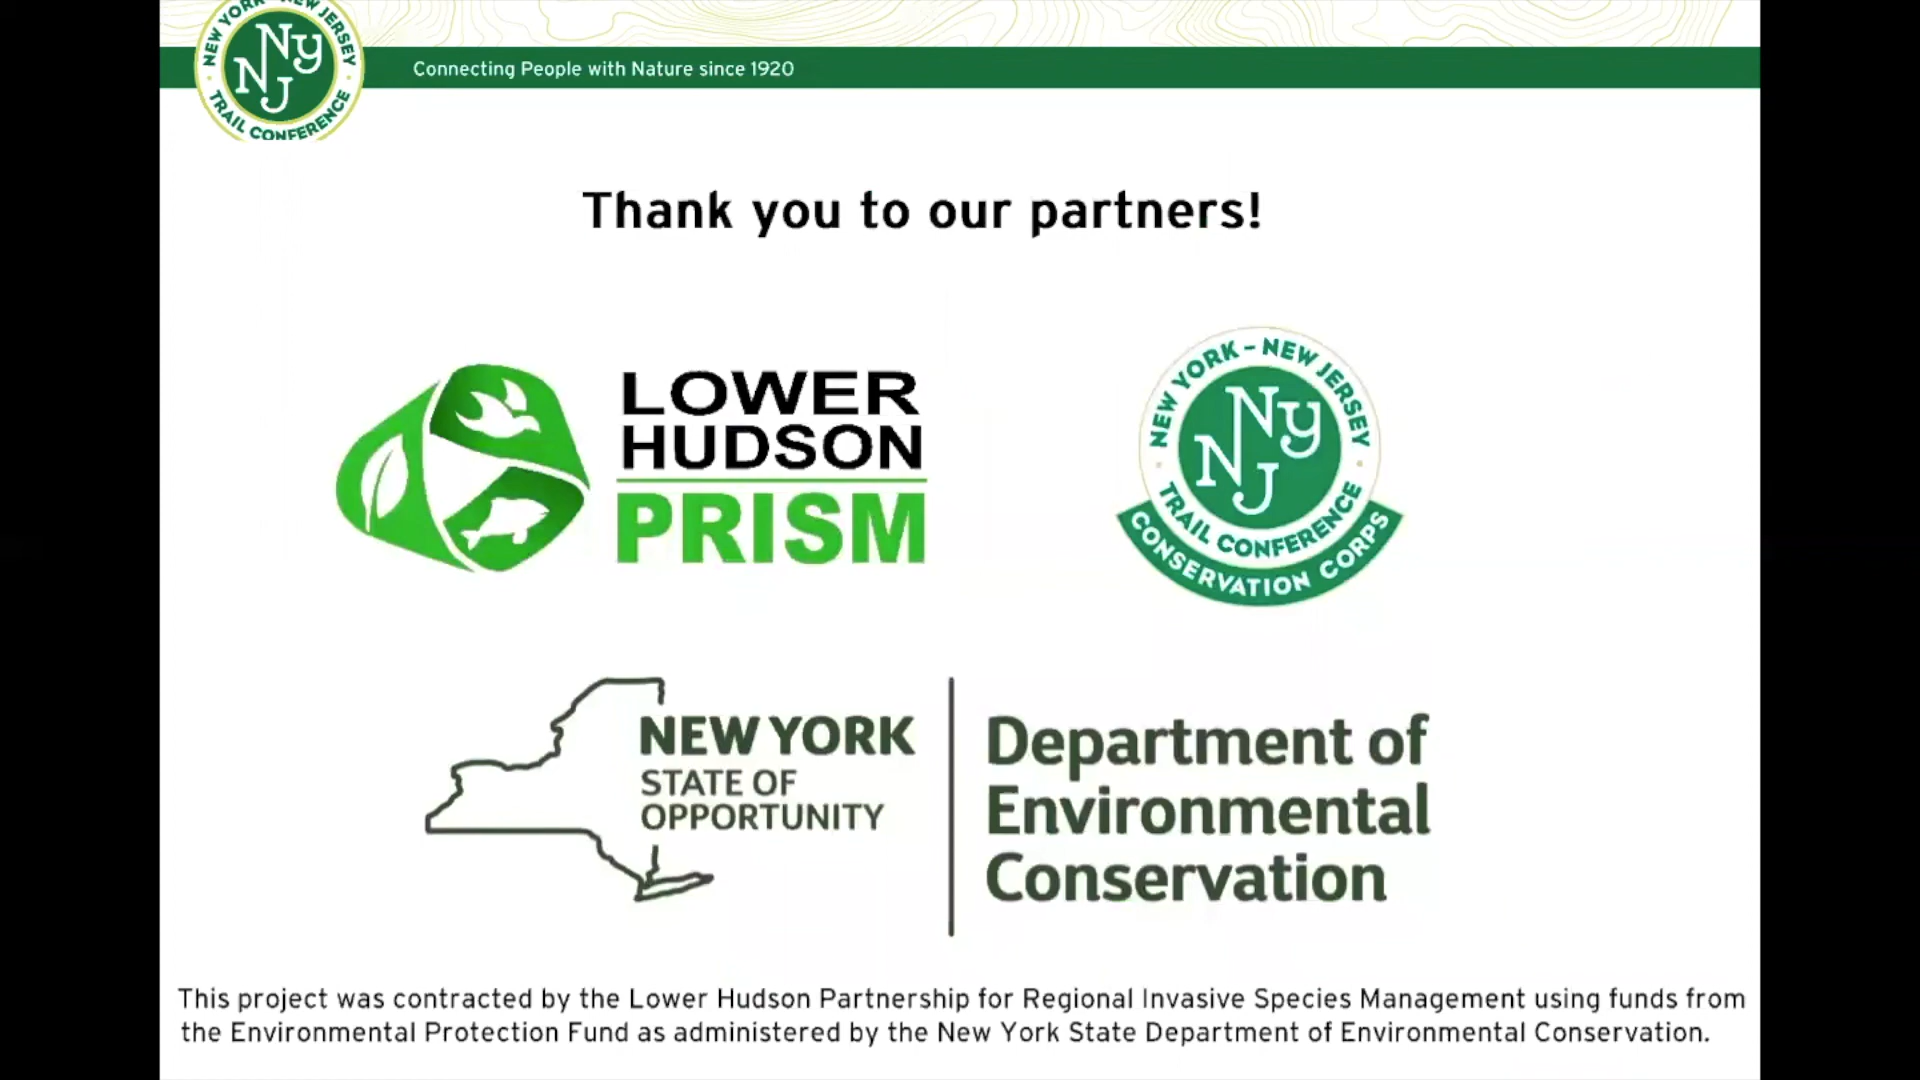 NEW YORK - NEW JERSEY
NY
NJ
TRAIL CONFERENCE
Connecting People with Nature since 1920
Thank you to our partners!
LOWER
HUDSON
PRISM
NEW YORK - NEW JERSEY
NY
NJ
TRAIL CONFERENCE
CONSERVATION CORPS
NEW YORK
STATE OF
OPPORTUNITY
Department of
Environmental
Conservation
This project was contracted by the Lower Hudson Partnership for Regional Invasive Species Management using funds from
the Environmental Protection Fund as administered by the New York State Department of Environmental Conservation.